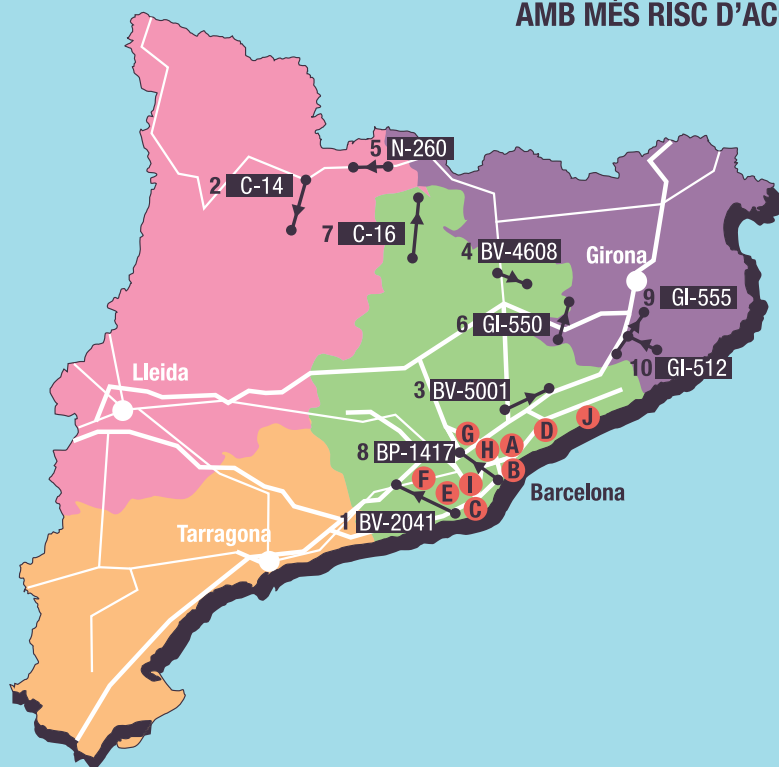 AMB MÉS RISC D'AC
5 N-260
2 C-14
7 C-16
4 BV-4608
Girona
9 GI-555
6 GI-550
10 GI-512
Lleida
3 BV-5001
J
D
G
H
A
8 BP-1417
B
F
I
E
Barcelona
C
1 BV-2041
Tarragona